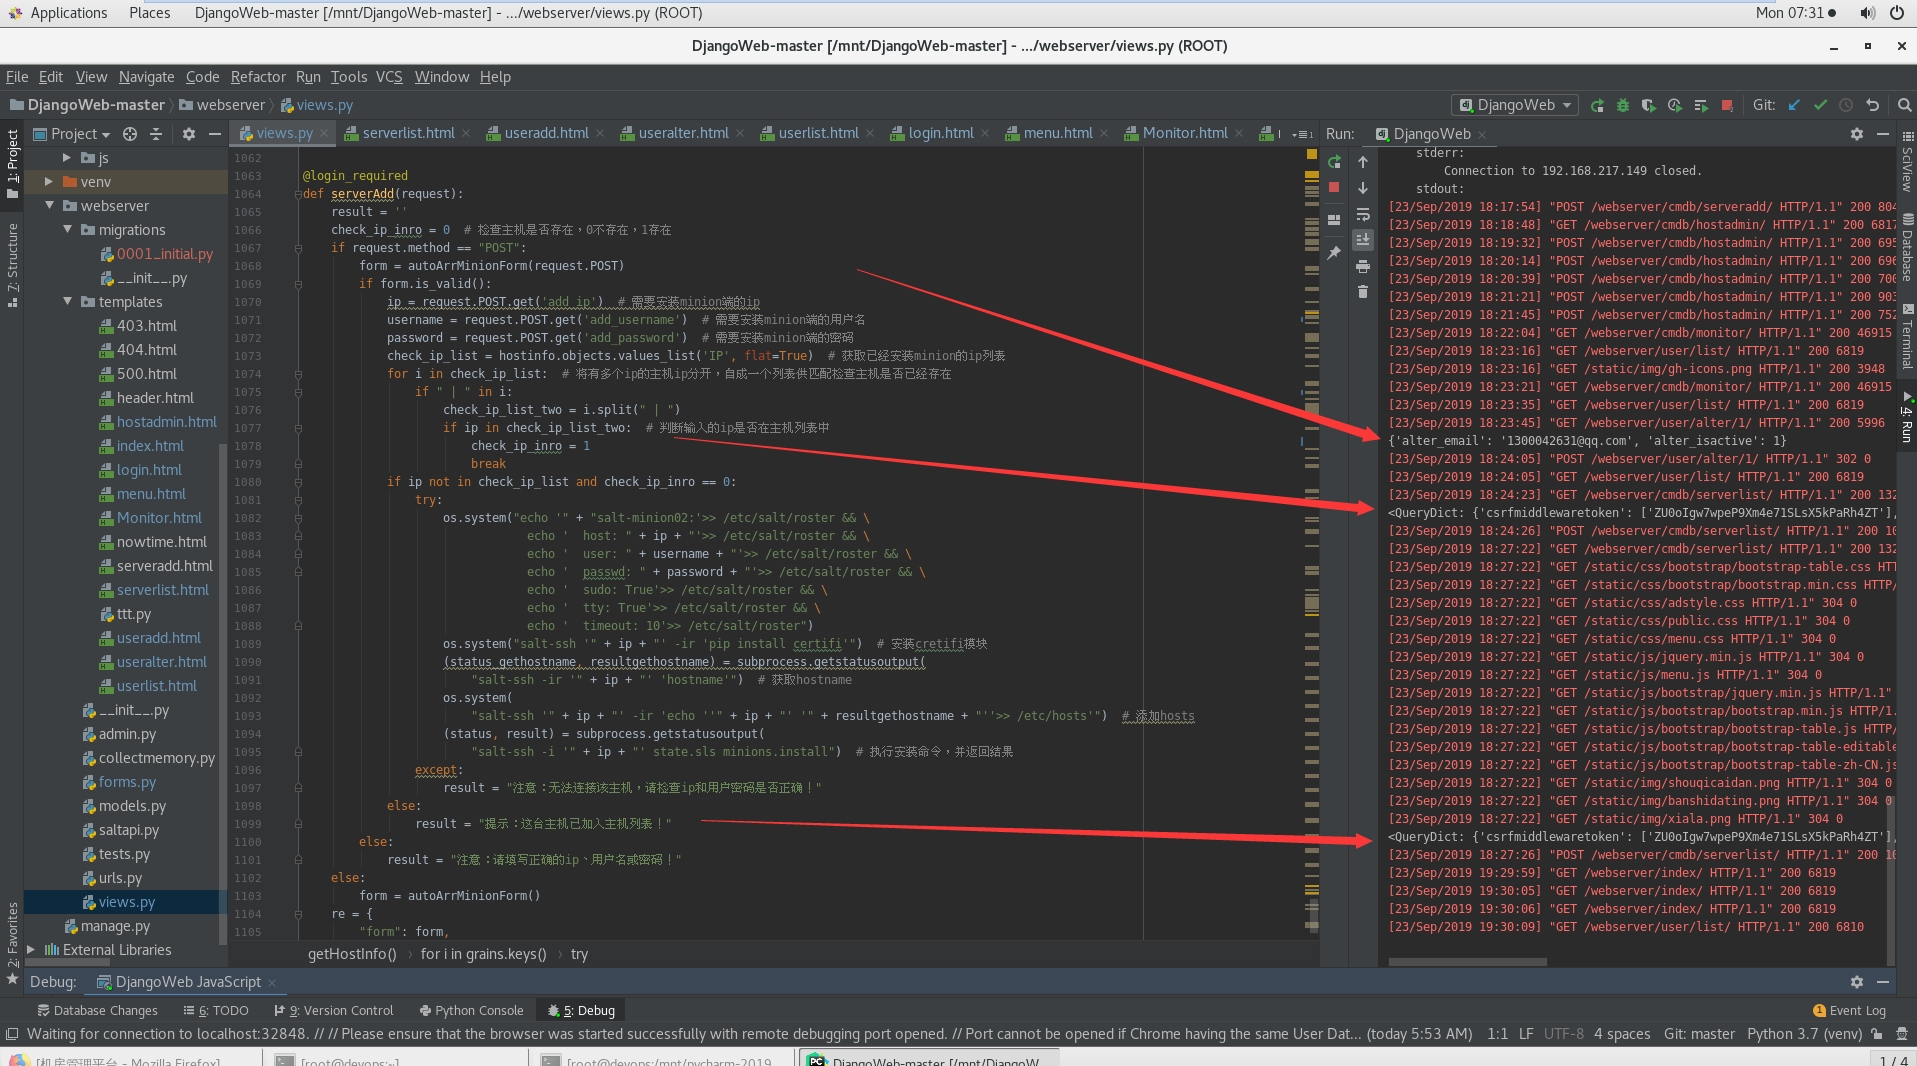 Applications Places DjangoWeb-master [/mnt/DjangoWeb-master] - .../webserver/views.py (ROOT) Mon 07:31
DjangoWeb-master [/mnt/DjangoWeb-master] - .../webserver/views.py (ROOT)
File Edit View Navigate Code Refactor Run Tools VCS Window Help
DjangoWeb-master webserver views.py DjangoWeb Git:
Project views.py serverlist.html useradd.html useralter.html userlist.html login.html menu.html Monitor.html Run: DjangoWeb
1: Project
7: Structure
2: Favorites
js
venv
webserver
migrations
0001_initial.py
__init__.py
templates
403.html
404.html
500.html
header.html
hostadmin.html
index.html
login.html
menu.html
Monitor.html
nowtime.html
serveradd.html
serverlist.html
ttt.py
useradd.html
useralter.html
userlist.html
__init__.py
admin.py
collectmemory.py
forms.py
models.py
saltapi.py
tests.py
urls.py
views.py
manage.py
External Libraries
1062
1063 @login_required
1064 def serverAdd(request):
1065 result = ''
1066 check_ip_inro = 0 # 检查主机是否存在，0不存在，1存在
1067 if request.method == "POST":
1068 form = autoArrMinionForm(request.POST)
1069 if form.is_valid():
1070 ip = request.POST.get('add_ip') # 需要安装minion端的ip
1071 username = request.POST.get('add_username') # 需要安装minion端的用户名
1072 password = request.POST.get('add_password') # 需要安装minion端的密码
1073 check_ip_list = hostinfo.objects.values_list('IP', flat=True) # 获取已经安装minion的ip列表
1074 for i in check_ip_list: # 将有多个ip的主机ip分开，自成一个列表供匹配检查主机是否已经存在
1075 if " | " in i:
1076 check_ip_list_two = i.split(" | ")
1077 if ip in check_ip_list_two: # 判断输入的ip是否在主机列表中
1078 check_ip_inro = 1
1079 break
1080 if ip not in check_ip_list and check_ip_inro == 0:
1081 try:
1082 os.system("echo '" + "salt-minion02:'>> /etc/salt/roster && \
1083 echo '  host: " + ip + "'>> /etc/salt/roster && \
1084 echo '  user: " + username + "'>> /etc/salt/roster && \
1085 echo '  passwd: " + password + "'>> /etc/salt/roster && \
1086 echo '  sudo: True'>> /etc/salt/roster && \
1087 echo '  tty: True'>> /etc/salt/roster && \
1088 echo '  timeout: 10'>> /etc/salt/roster")
1089 os.system("salt-ssh '" + ip + "' -ir 'pip install certifi'") # 安装cretifi模块
1090 (status_gethostname, resultgethostname) = subprocess.getstatusoutput(
1091 "salt-ssh -ir '" + ip + "' 'hostname'") # 获取hostname
1092 os.system(
1093 "salt-ssh '" + ip + "' -ir 'echo ''" + ip + "' '" + resultgethostname + "''>> /etc/hosts'") # 添加hosts
1094 (status, result) = subprocess.getstatusoutput(
1095 "salt-ssh -i '" + ip + "' state.sls minions.install") # 执行安装命令，并返回结果
1096 except:
1097 result = "注意：无法连接该主机，请检查ip和用户密码是否正确！"
1098 else:
1099 result = "提示：这台主机已加入主机列表！"
1100 else:
1101 result = "注意：请填写正确的ip、用户名或密码！"
1102 else:
1103 form = autoArrMinionForm()
1104 re = {
1105 "form": form,
getHostInfo() › for i in grains.keys() › try
stderr:
Connection to 192.168.217.149 closed.
stdout:
[23/Sep/2019 18:17:54] "POST /webserver/cmdb/serveradd/ HTTP/1.1" 200 804
[23/Sep/2019 18:18:48] "GET /webserver/cmdb/hostadmin/ HTTP/1.1" 200 6817
[23/Sep/2019 18:19:32] "POST /webserver/cmdb/hostadmin/ HTTP/1.1" 200 695
[23/Sep/2019 18:20:14] "POST /webserver/cmdb/hostadmin/ HTTP/1.1" 200 696
[23/Sep/2019 18:20:39] "POST /webserver/cmdb/hostadmin/ HTTP/1.1" 200 700
[23/Sep/2019 18:21:21] "POST /webserver/cmdb/hostadmin/ HTTP/1.1" 200 903
[23/Sep/2019 18:21:45] "POST /webserver/cmdb/hostadmin/ HTTP/1.1" 200 752
[23/Sep/2019 18:22:04] "GET /webserver/cmdb/monitor/ HTTP/1.1" 200 46915
[23/Sep/2019 18:23:16] "GET /webserver/user/list/ HTTP/1.1" 200 6819
[23/Sep/2019 18:23:16] "GET /static/img/gh-icons.png HTTP/1.1" 200 3948
[23/Sep/2019 18:23:21] "GET /webserver/cmdb/monitor/ HTTP/1.1" 200 46915
[23/Sep/2019 18:23:35] "GET /webserver/user/list/ HTTP/1.1" 200 6819
[23/Sep/2019 18:23:45] "GET /webserver/user/alter/1/ HTTP/1.1" 200 5996
{'alter_email': '1300042631@qq.com', 'alter_isactive': 1}
[23/Sep/2019 18:24:05] "POST /webserver/user/alter/1/ HTTP/1.1" 302 0
[23/Sep/2019 18:24:05] "GET /webserver/user/list/ HTTP/1.1" 200 6819
[23/Sep/2019 18:24:23] "GET /webserver/cmdb/serverlist/ HTTP/1.1" 200 132
<QueryDict: {'csrfmiddlewaretoken': ['ZU0oIgw7wpeP9Xm4e71SLsX5kPaRh4ZT'],
[23/Sep/2019 18:24:26] "POST /webserver/cmdb/serverlist/ HTTP/1.1" 200 10
[23/Sep/2019 18:27:22] "GET /webserver/cmdb/serverlist/ HTTP/1.1" 200 132
[23/Sep/2019 18:27:22] "GET /static/css/bootstrap/bootstrap-table.css HTT
[23/Sep/2019 18:27:22] "GET /static/css/bootstrap/bootstrap.min.css HTTP/
[23/Sep/2019 18:27:22] "GET /static/css/adstyle.css HTTP/1.1" 304 0
[23/Sep/2019 18:27:22] "GET /static/css/public.css HTTP/1.1" 304 0
[23/Sep/2019 18:27:22] "GET /static/css/menu.css HTTP/1.1" 304 0
[23/Sep/2019 18:27:22] "GET /static/js/jquery.min.js HTTP/1.1" 304 0
[23/Sep/2019 18:27:22] "GET /static/js/menu.js HTTP/1.1" 304 0
[23/Sep/2019 18:27:22] "GET /static/js/bootstrap/jquery.min.js HTTP/1.1"
[23/Sep/2019 18:27:22] "GET /static/js/bootstrap/bootstrap.min.js HTTP/1.
[23/Sep/2019 18:27:22] "GET /static/js/bootstrap/bootstrap-table.js HTTP/
[23/Sep/2019 18:27:22] "GET /static/js/bootstrap/bootstrap-table-editable
[23/Sep/2019 18:27:22] "GET /static/js/bootstrap/bootstrap-table-zh-CN.js
[23/Sep/2019 18:27:22] "GET /static/img/shouqicaidan.png HTTP/1.1" 304 0
[23/Sep/2019 18:27:22] "GET /static/img/banshidating.png HTTP/1.1" 304 0
[23/Sep/2019 18:27:22] "GET /static/img/xiala.png HTTP/1.1" 304 0
<QueryDict: {'csrfmiddlewaretoken': ['ZU0oIgw7wpeP9Xm4e71SLsX5kPaRh4ZT'],
[23/Sep/2019 18:27:26] "POST /webserver/cmdb/serverlist/ HTTP/1.1" 200 10
[23/Sep/2019 19:29:59] "GET /webserver/index/ HTTP/1.1" 200 6819
[23/Sep/2019 19:30:05] "GET /webserver/index/ HTTP/1.1" 200 6819
[23/Sep/2019 19:30:06] "GET /webserver/index/ HTTP/1.1" 200 6819
[23/Sep/2019 19:30:09] "GET /webserver/user/list/ HTTP/1.1" 200 6810
SciView
Database
Terminal
4: Run
Debug: DjangoWeb JavaScript
Database Changes 6: TODO 9: Version Control Python Console 5: Debug 1 Event Log
Waiting for connection to localhost:32848. // // Please ensure that the browser was started successfully with remote debugging port opened. // Port cannot be opened if Chrome having the same User Dat... (today 5:53 AM) 1:1 LF UTF-8 4 spaces Git: master Python 3.7 (venv)
[机房管理平台 - Mozilla Firefox] [root@devops:~] [root@devops:/mnt/pycharm-2019... DjangoWeb-master [/mnt/DjangoW... 1 / 4